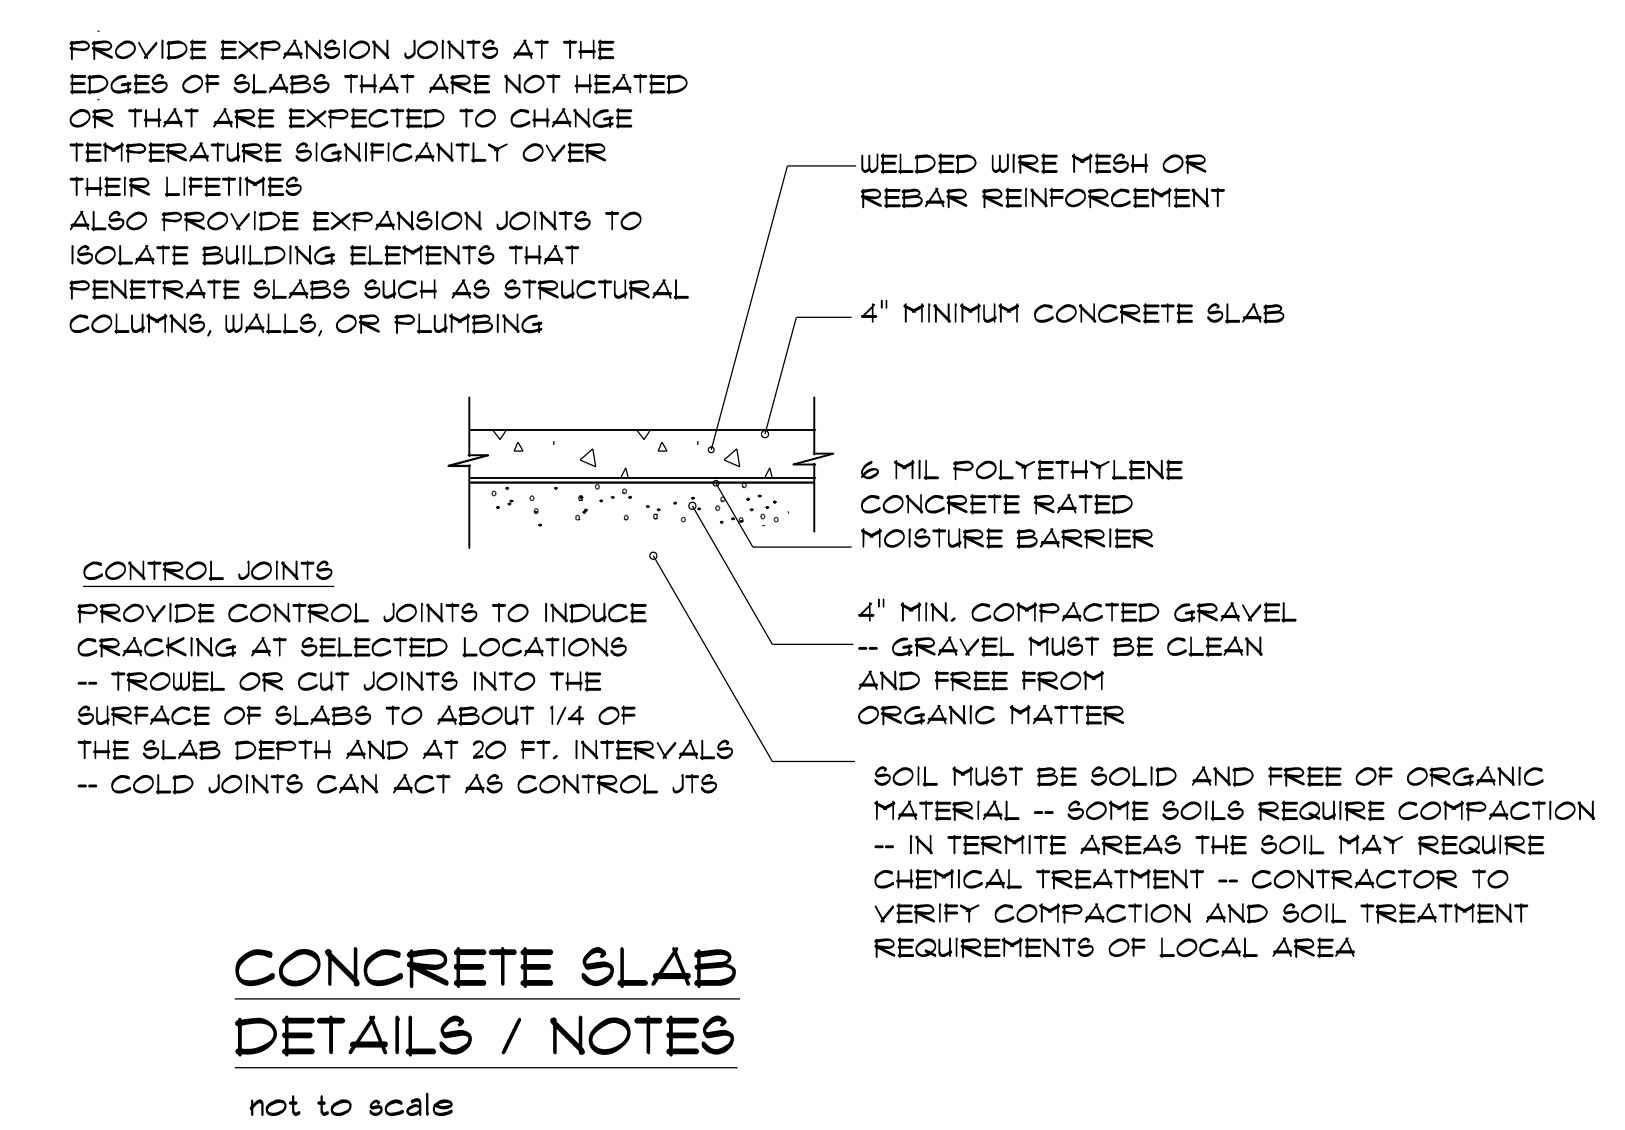 PROVIDE EXPANSION JOINTS AT THE
EDGES OF SLABS THAT ARE NOT HEATED
OR THAT ARE EXPECTED TO CHANGE
TEMPERATURE SIGNIFICANTLY OVER
THEIR LIFETIMES
ALSO PROVIDE EXPANSION JOINTS TO
ISOLATE BUILDING ELEMENTS THAT
PENETRATE SLABS SUCH AS STRUCTURAL
COLUMNS, WALLS, OR PLUMBING
WELDED WIRE MESH OR
REBAR REINFORCEMENT
4" MINIMUM CONCRETE SLAB
6 MIL POLYETHYLENE
CONCRETE RATED
MOISTURE BARRIER
CONTROL JOINTS
PROVIDE CONTROL JOINTS TO INDUCE
CRACKING AT SELECTED LOCATIONS
-- TROWEL OR CUT JOINTS INTO THE
SURFACE OF SLABS TO ABOUT 1/4 OF
THE SLAB DEPTH AND AT 20 FT. INTERVALS
-- COLD JOINTS CAN ACT AS CONTROL JTS
4" MIN. COMPACTED GRAVEL
-- GRAVEL MUST BE CLEAN
AND FREE FROM
ORGANIC MATTER
SOIL MUST BE SOLID AND FREE OF ORGANIC
MATERIAL -- SOME SOILS REQUIRE COMPACTION
-- IN TERMITE AREAS THE SOIL MAY REQUIRE
CHEMICAL TREATMENT -- CONTRACTOR TO
VERIFY COMPACTION AND SOIL TREATMENT
REQUIREMENTS OF LOCAL AREA
CONCRETE SLAB
DETAILS / NOTES
not to scale